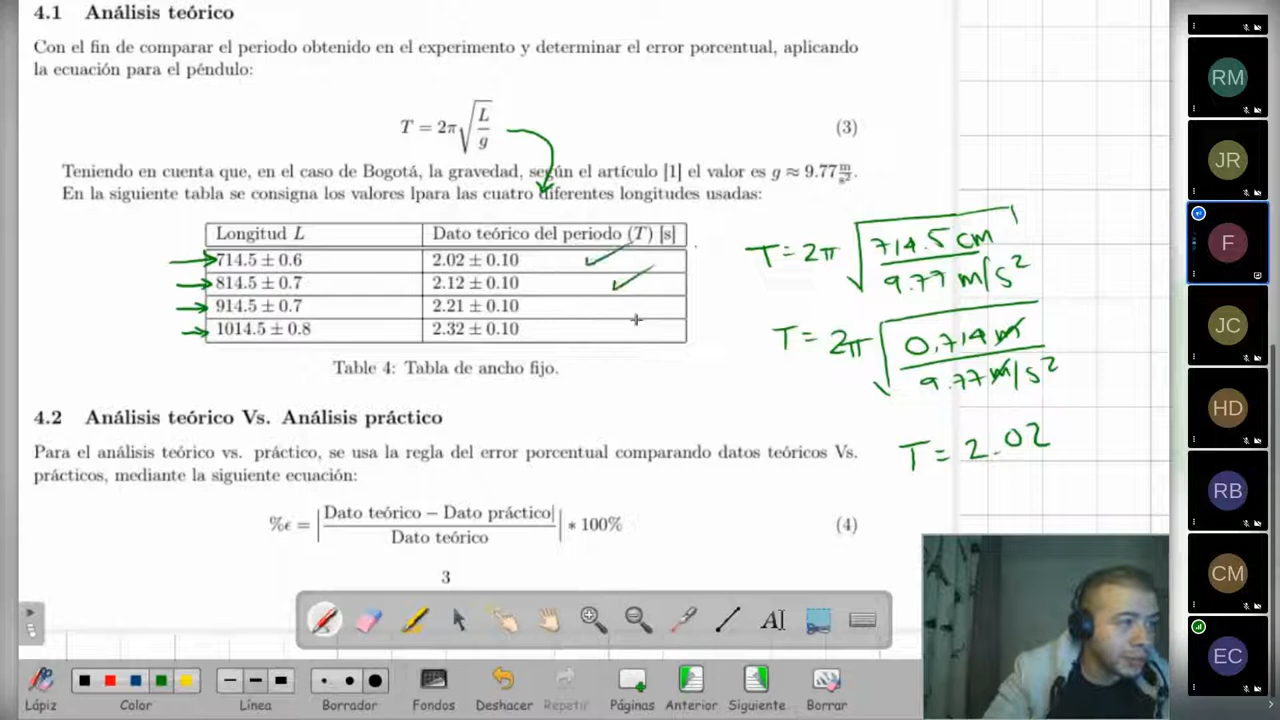 4.1 Análisis teórico
Con el fin de comparar el periodo obtenido en el experimento y determinar el error porcentual, aplicando
la ecuación para el péndulo:
T = 2π√(L/g) (3)
Teniendo en cuenta que, en el caso de Bogotá, la gravedad, según el artículo [1] el valor es g ≈ 9.77 m/s².
En la siguiente tabla se consigna los valores lpara las cuatro diferentes longitudes usadas:
Longitud L Dato teórico del periodo (T) [s]
714.5 ± 0.6 2.02 ± 0.10
814.5 ± 0.7 2.12 ± 0.10
914.5 ± 0.7 2.21 ± 0.10
1014.5 ± 0.8 2.32 ± 0.10
Table 4: Tabla de ancho fijo.
4.2 Análisis teórico Vs. Análisis práctico
Para el análisis teórico vs. práctico, se usa la regla del error porcentual comparando datos teóricos Vs.
prácticos, mediante la siguiente ecuación:
%ϵ = |Dato teórico − Dato práctico| / Dato teórico| ∗ 100% (4)
3
T = 2π √(714.5 cm / 9.77 m/s²)
T = 2π √(0.714 m / 9.77 m/s²)
T = 2.02
Lápiz
Color
Línea
Borrador
Fondos
Deshacer
Repetir
Páginas
Anterior
Siguiente
Borrar
RM
JR
F
JC
HD
RB
CM
EC